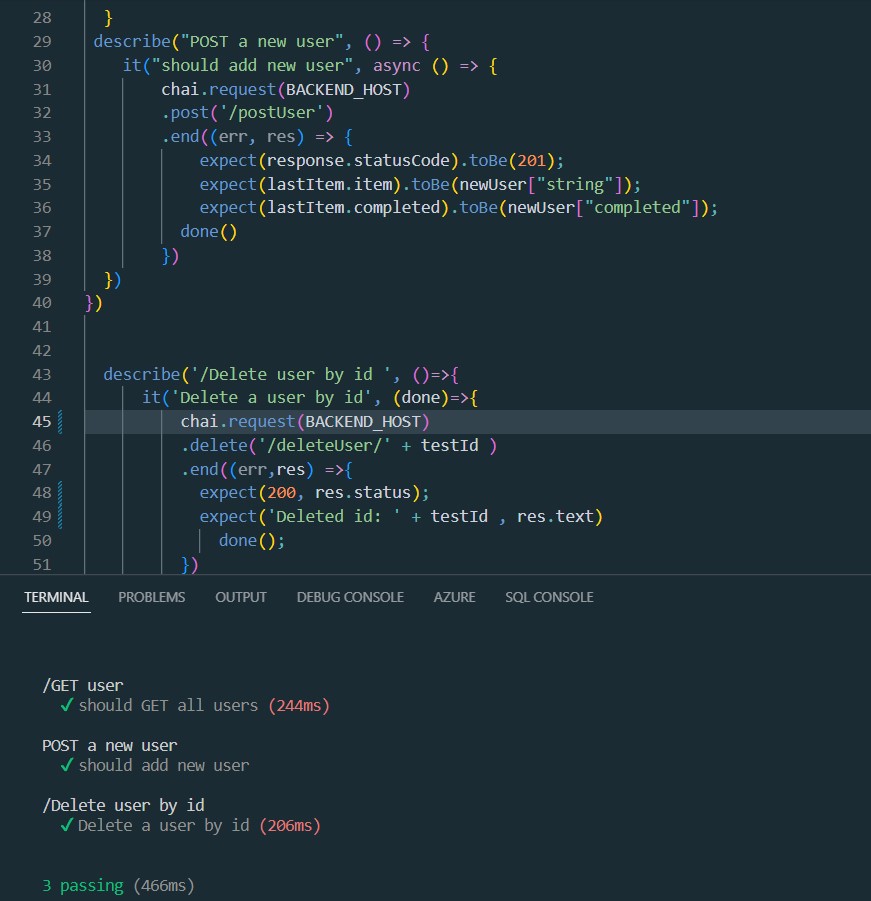 28 }
29 describe("POST a new user", () => {
30 it("should add new user", async () => {
31 chai.request(BACKEND_HOST)
32 .post('/postUser')
33 .end((err, res) => {
34 expect(response.statusCode).toBe(201);
35 expect(lastItem.item).toBe(newUser["string"]);
36 expect(lastItem.completed).toBe(newUser["completed"]);
37 done()
38 })
39 })
40 })
41
42
43 describe('/Delete user by id ', ()=>{
44 it('Delete a user by id', (done)=>{
45 chai.request(BACKEND_HOST)
46 .delete('/deleteUser/' + testId )
47 .end((err,res) =>{
48 expect(200, res.status);
49 expect('Deleted id: ' + testId , res.text)
50 done();
51 })
TERMINAL PROBLEMS OUTPUT DEBUG CONSOLE AZURE SQL CONSOLE
/GET user
✓ should GET all users (244ms)
POST a new user
✓ should add new user
/Delete user by id
✓ Delete a user by id (206ms)
3 passing (466ms)